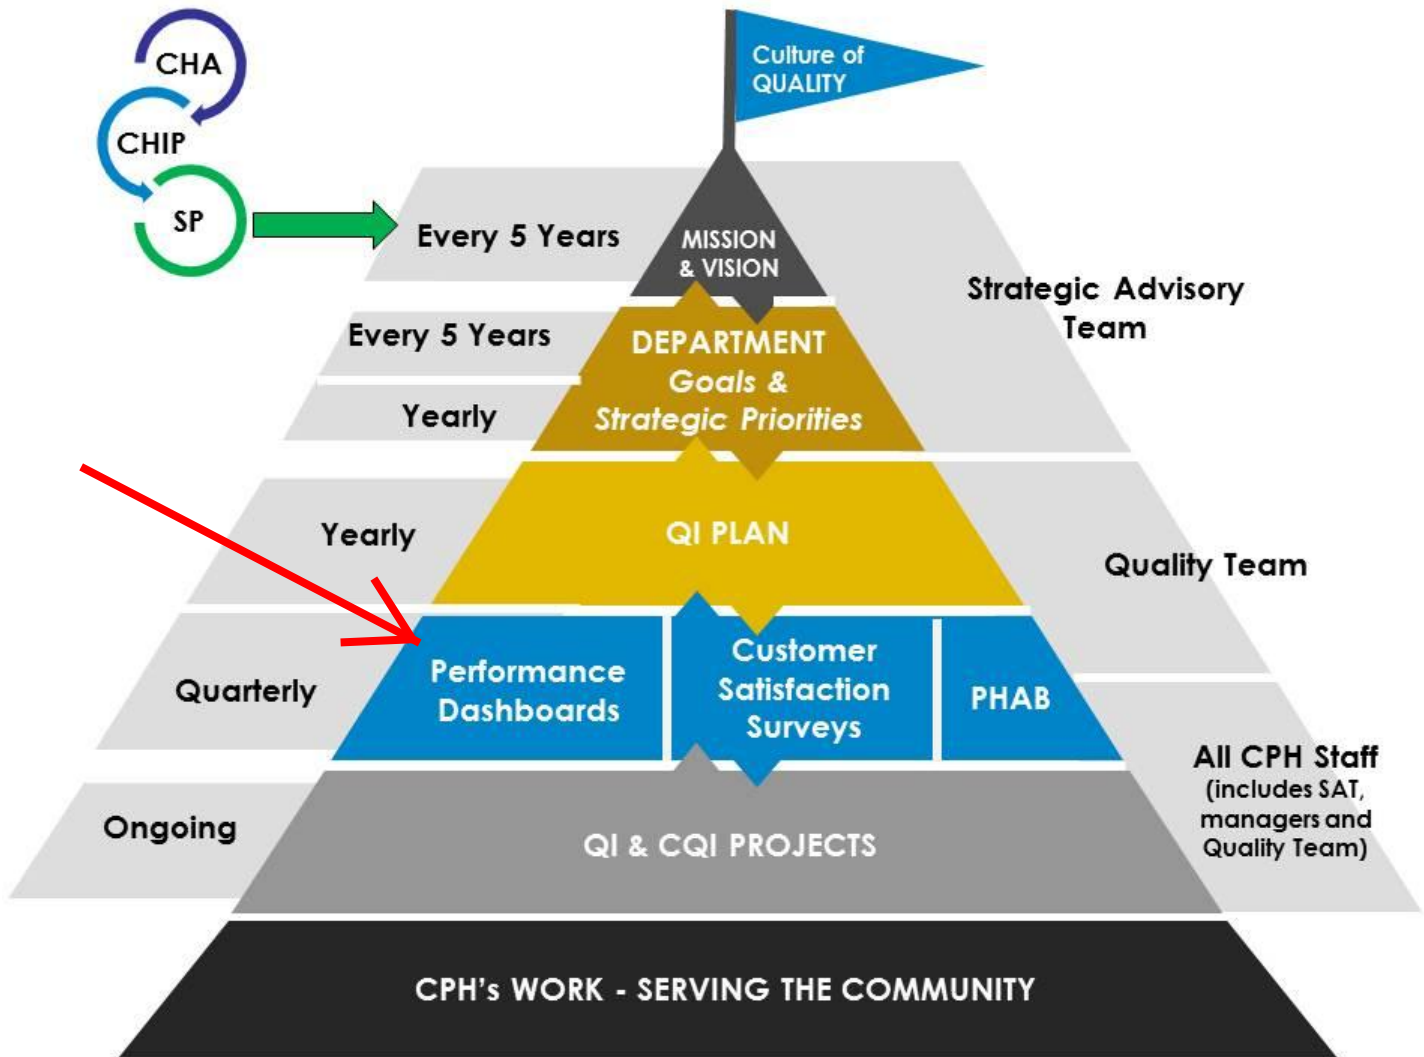 CHA
CHIP
SP
Culture of
QUALITY
Every 5 Years
MISSION
& VISION
Strategic Advisory
Team
Every 5 Years
Yearly
DEPARTMENT
Goals &
Strategic Priorities
Yearly
QI PLAN
Quality Team
Quarterly
Performance
Dashboards
Customer
Satisfaction
Surveys
PHAB
All CPH Staff
(includes SAT,
managers and
Quality Team)
Ongoing
QI & CQI PROJECTS
CPH's WORK - SERVING THE COMMUNITY